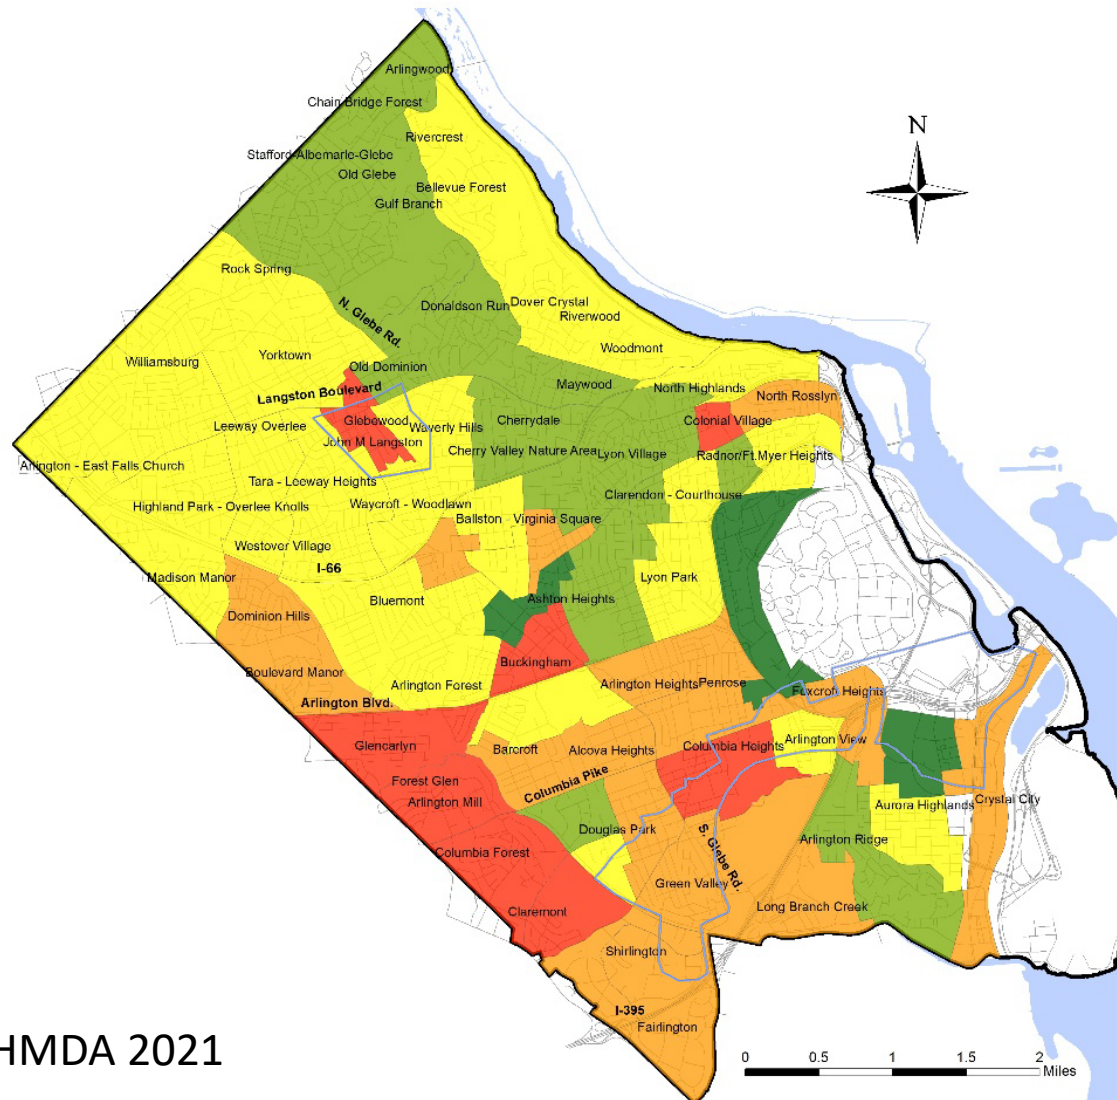 Arlingwood
Chain Bridge Forest
N
Rivercrest
Stafford-Albemarle-Glebe
Old Glebe
Bellevue Forest
Gulf Branch
Rock Spring
Donaldson Run
Dover Crystal
Riverwood
N. Glebe Rd.
Woodmont
Yorktown
Williamsburg
Old Dominion
Maywood
North Highlands
Langston Boulevard
North Rosslyn
Glebewood
Cherrydale
Colonial Village
Leeway Overlee
Waverly Hills
John M Langston
Cherry Valley Nature Area
Lyon Village
Radnor/Ft.Myer Heights
Arlington - East Falls Church
Tara - Leeway Heights
Clarendon - Courthouse
Highland Park - Overlee Knolls
Waycroft - Woodlawn
Ballston
Virginia Square
Westover Village
I-66
Madison Manor
Lyon Park
Bluemont
Ashton Heights
Dominion Hills
Buckingham
Boulevard Manor
Arlington Forest
Arlington Heights
Penrose
Foxcroft Heights
Arlington Blvd.
Glencarlyn
Barcroft
Alcova Heights
Columbia Heights
Arlington View
Forest Glen
Columbia Pike
Arlington Mill
Aurora Highlands
Crystal City
Douglas Park
Arlington Ridge
Columbia Forest
S. Glebe Rd.
Green Valley
Claremont
Long Branch Creek
Shirlington
I-395
Fairlington
HMDA 2021
0 0.5 1 1.5 2
Miles